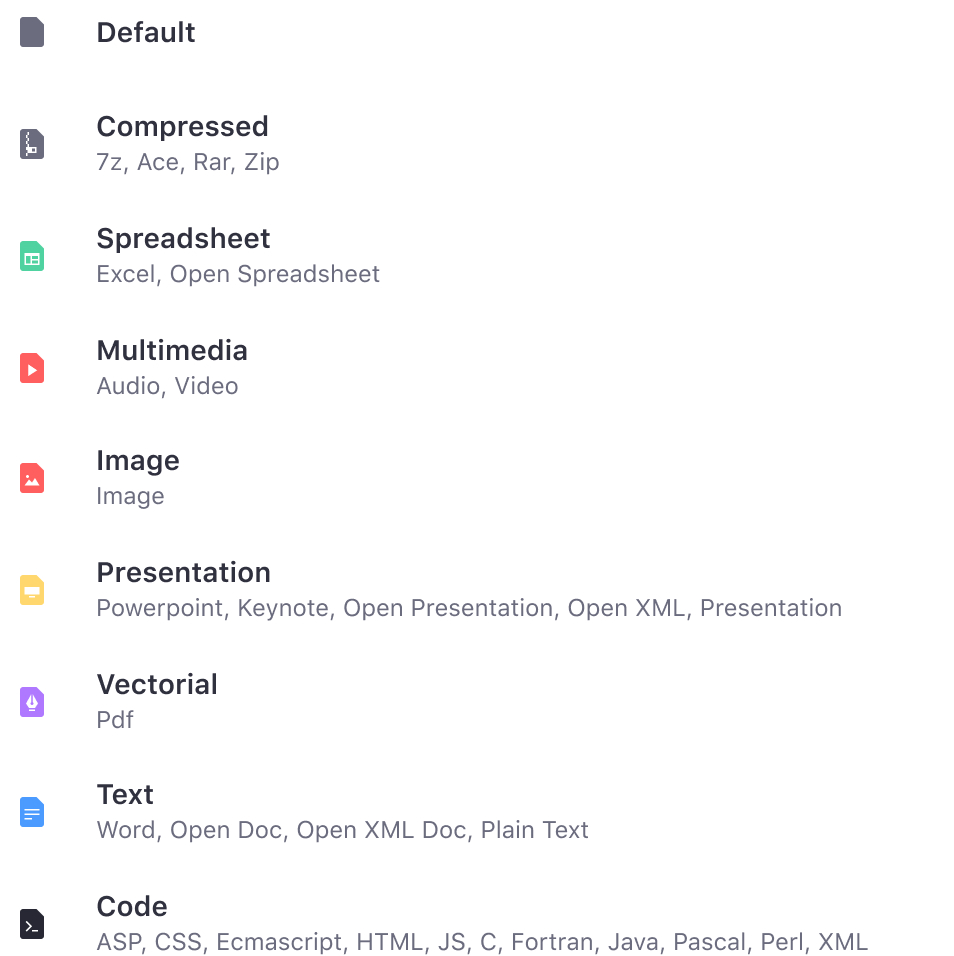 Default
Compressed
7z, Ace, Rar, Zip
Spreadsheet
Excel, Open Spreadsheet
Multimedia
Audio, Video
Image
Image
Presentation
Powerpoint, Keynote, Open Presentation, Open XML, Presentation
Vectorial
Pdf
Text
Word, Open Doc, Open XML Doc, Plain Text
Code
ASP, CSS, Ecmascript, HTML, JS, C, Fortran, Java, Pascal, Perl, XML